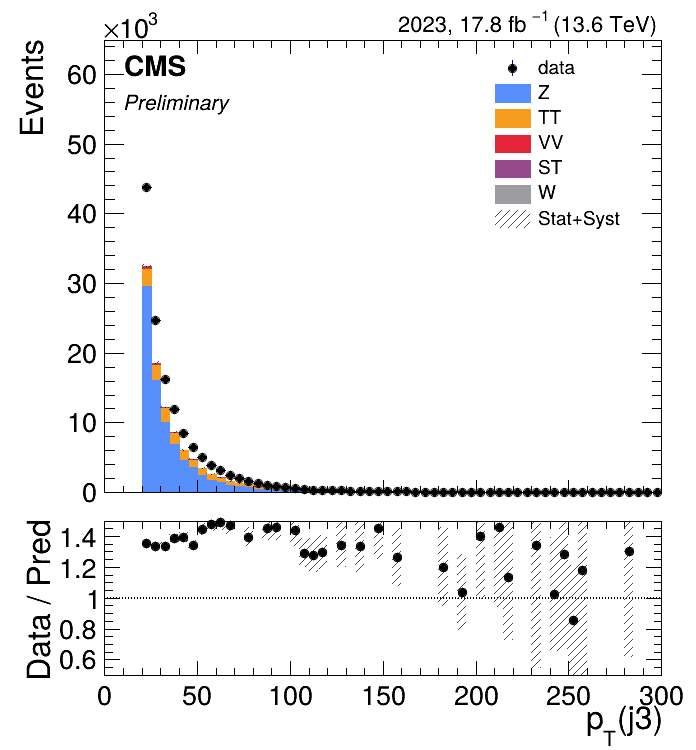 ×10³
2023, 17.8 fb ⁻¹ (13.6 TeV)
Events
CMS
Preliminary
data
Z
TT
VV
ST
W
Stat+Syst
60
50
40
30
20
10
0
Data / Pred
1.4
1.2
1
0.8
0.6
0 50 100 150 200 250 300
p_T(j3)